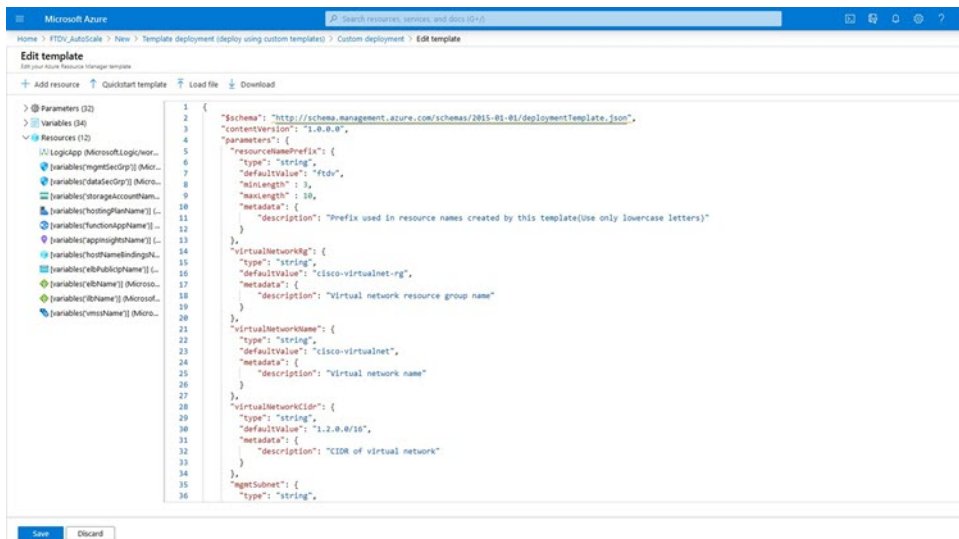 Microsoft Azure
Search resources, services, and docs (G+/)
Home > FTDV_AutoScale > New > Template deployment (deploy using custom templates) > Custom deployment > Edit template
Edit template
Edit your Azure Resource Manager template
Add resource Quickstart template Load file Download
Parameters (32)
Variables (34)
Resources (12)
LogicApp (Microsoft.Logic/wor...
[variables('mgmtSecGrp')] (Micr...
[variables('dataSecGrp')] (Micro...
[variables('storageAccountNam...
[variables('hostingPlanName')] (...
[variables('functionAppName')] ...
[variables('appInsightsName')] (...
[variables('hostNameBindingsN...
[variables('elbPublicIpName')] (...
[variables('elbName')] (Microso...
[variables('ilbName')] (Microsof...
[variables('vmssName')] (Micro...
1 {
2 "$schema": "http://schema.management.azure.com/schemas/2015-01-01/deploymentTemplate.json",
3 "contentVersion": "1.0.0.0",
4 "parameters": {
5 "resourceNamePrefix": {
6 "type": "string",
7 "defaultValue": "ftdv",
8 "minLength" : 3,
9 "maxLength" : 10,
10 "metadata": {
11 "description": "Prefix used in resource names created by this template(Use only lowercase letters)"
12 }
13 },
14 "virtualNetworkRg": {
15 "type": "string",
16 "defaultValue": "cisco-virtualnet-rg",
17 "metadata": {
18 "description": "Virtual network resource group name"
19 }
20 },
21 "virtualNetworkName": {
22 "type": "string",
23 "defaultValue": "cisco-virtualnet",
24 "metadata": {
25 "description": "Virtual network name"
26 }
27 },
28 "virtualNetworkCidr": {
29 "type": "string",
30 "defaultValue": "1.2.0.0/16",
31 "metadata": {
32 "description": "CIDR of virtual network"
33 }
34 },
35 "mgmtSubnet": {
36 "type": "string",
Save Discard